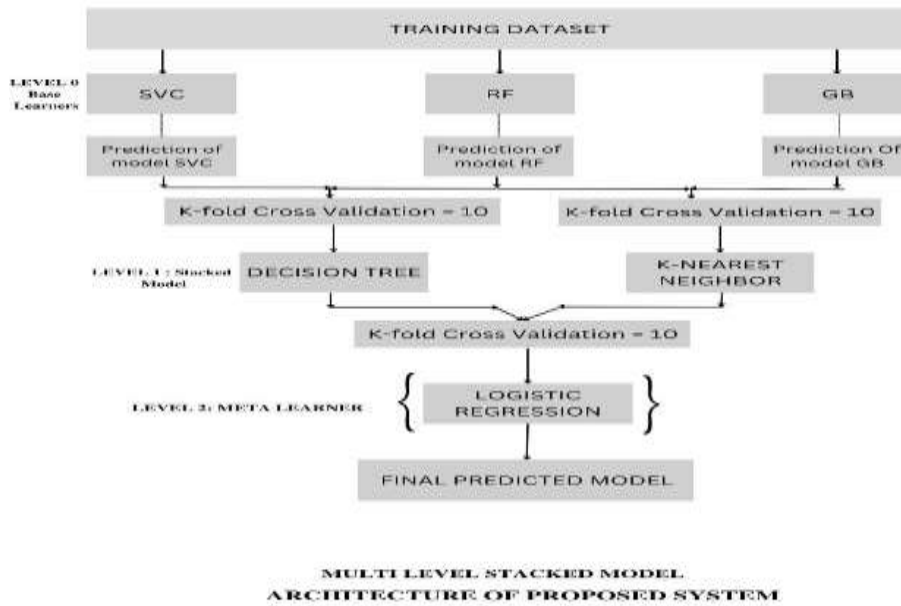 TRAINING DATASET
LEVEL 0
Base
Learners
SVC
RF
GB
Prediction of
model SVC
Prediction of
model RF
Prediction Of
model GB
K-fold Cross Validation = 10
K-fold Cross Validation = 10
LEVEL 1 : Stacked
Model
DECISION TREE
K-NEAREST
NEIGHBOR
K-fold Cross Validation = 10
LEVEL 2: META LEARNER
{
LOGISTIC
REGRESSION
}
FINAL PREDICTED MODEL
MULTI LEVEL STACKED MODEL
ARCHITECTURE OF PROPOSED SYSTEM